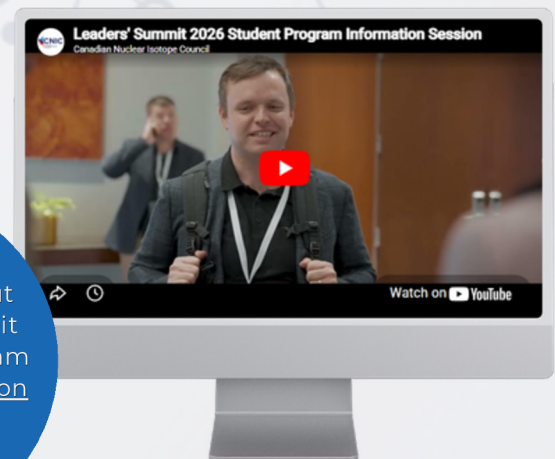 CNIC
Leaders' Summit 2026 Student Program Information Session
Canadian Nuclear Isotope Council
Watch on YouTube